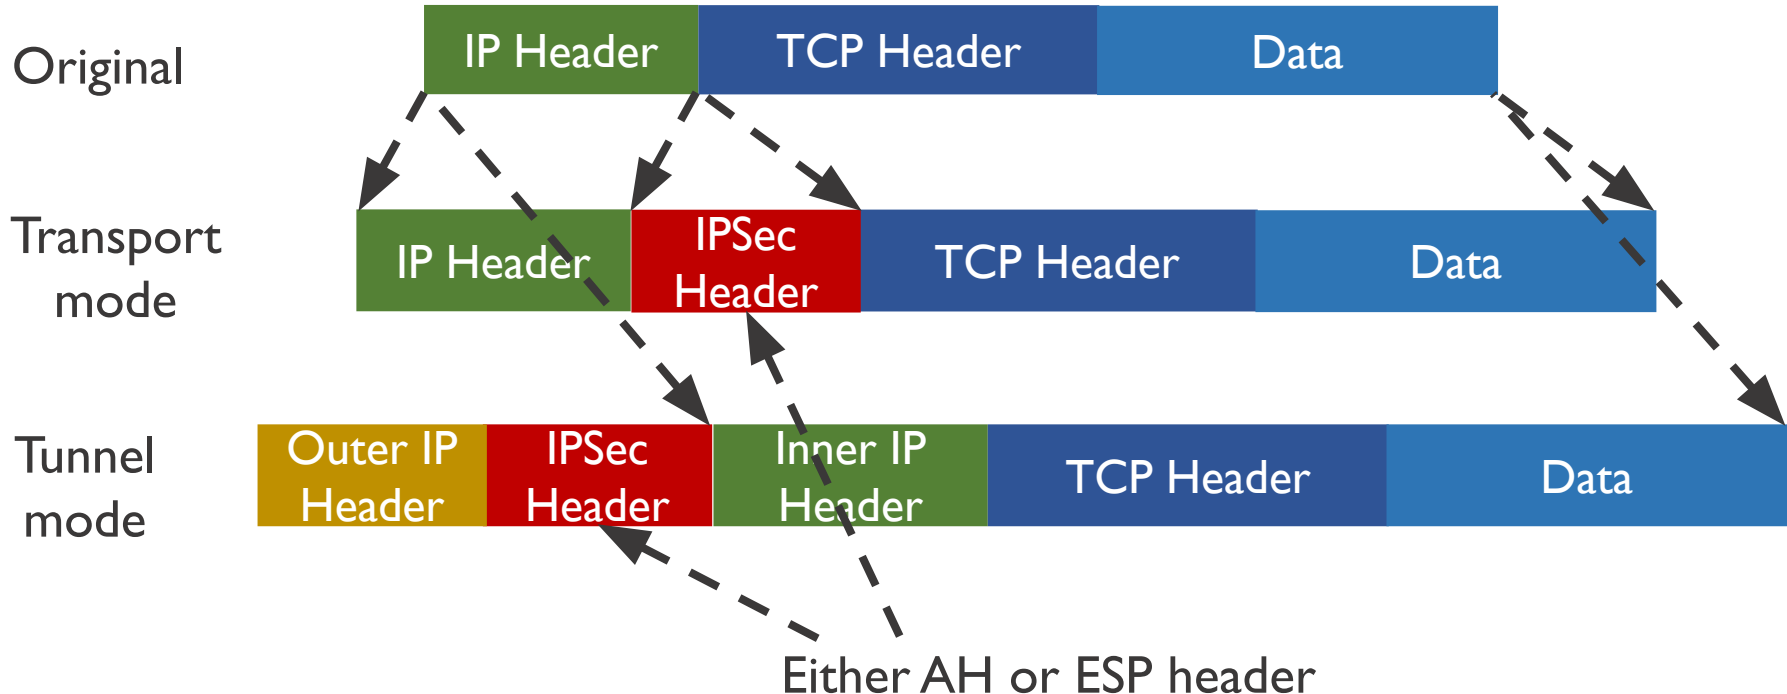 Original
IP Header
TCP Header
Data
Transport
mode
IP Header
IPSec
Header
TCP Header
Data
Tunnel
mode
Outer IP
Header
IPSec
Header
Inner IP
Header
TCP Header
Data
Either AH or ESP header